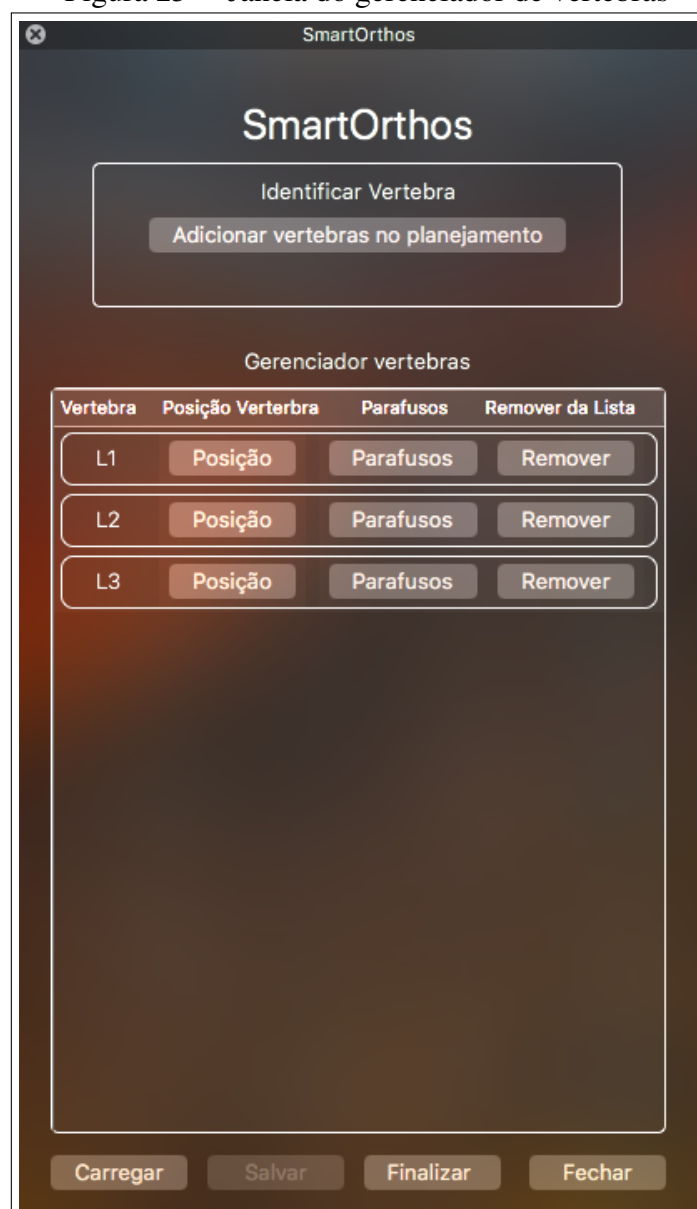 SmartOrthos
SmartOrthos
Identificar Vertebra
Adicionar vertebras no planejamento
Gerenciador vertebras
Vertebra Posição Verterbra Parafusos Remover da Lista
L1 Posição Parafusos Remover
L2 Posição Parafusos Remover
L3 Posição Parafusos Remover
Carregar Salvar Finalizar Fechar